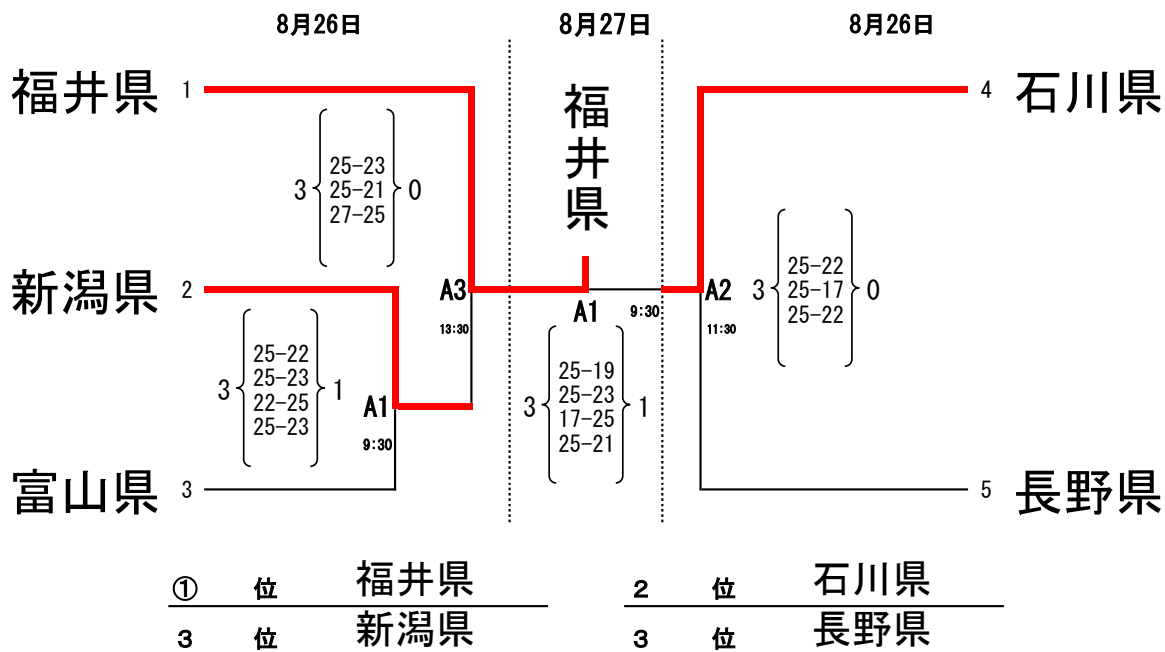 8月26日
8月27日
8月26日
福井県 1
4 石川県
福井県
25-23
3 25-21 0
27-25
新潟県 2
A3
13:30
A1
9:30
A2
11:30
25-22
3 25-17 0
25-22
25-22
25-23
3 22-25 1
25-23
A1
9:30
25-19
25-23
3 17-25 1
25-21
富山県 3
5 長野県
① 位 福井県
2 位 石川県
3 位 新潟県
3 位 長野県